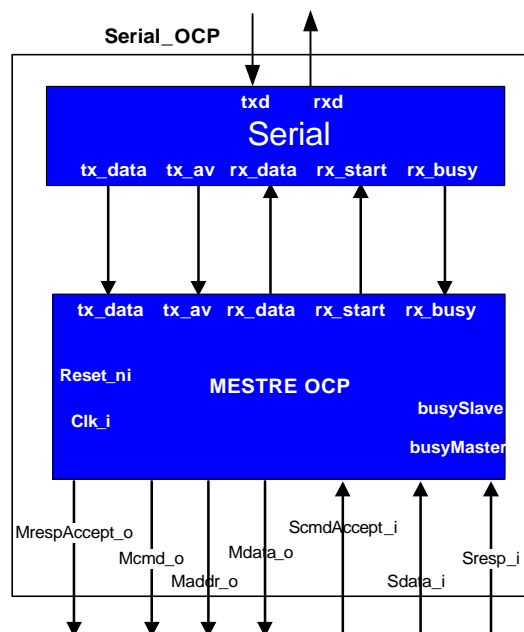 Serial_OCP
txd rxd
Serial
tx_data tx_av rx_data rx_start rx_busy
tx_data tx_av rx_data rx_start rx_busy
Reset_ni
MESTRE OCP
Clk_i
busySlave
busyMaster
MrespAccept_o
Mcmd_o
Maddr_o
Mdata_o
ScmdAccept_i
Sdata_i
Sresp_i